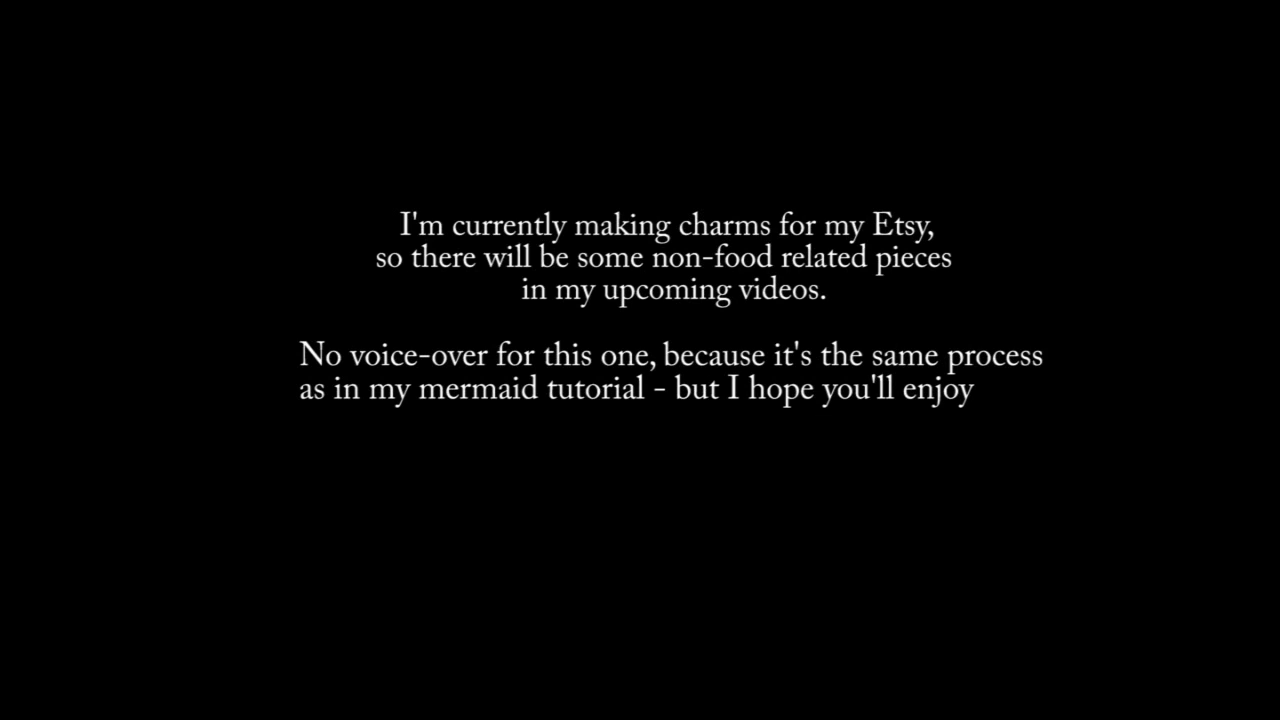 I'm currently making charms for my Etsy,
so there will be some non-food related pieces
in my upcoming videos.
No voice-over for this one, because it's the same process
as in my mermaid tutorial - but I hope you'll enjoy